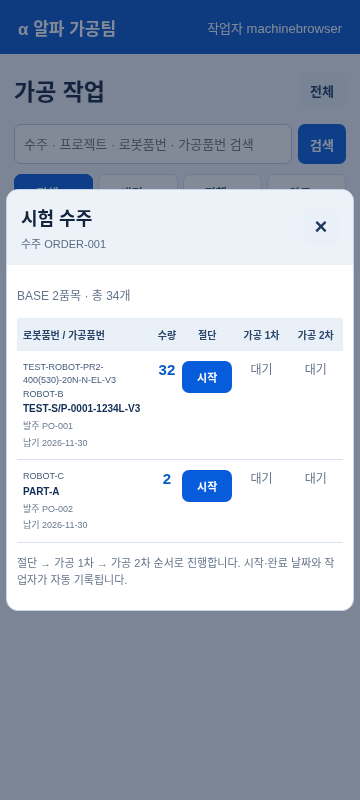 α 알파 가공팀
작업자 machinebrowser
가공 작업
전체
수주 · 프로젝트 · 로봇품번 · 가공품번 검색
검색
시험 수주
수주 ORDER-001
×
BASE 2품목 · 총 34개
로봇품번 / 가공품번 수량 절단 가공 1차 가공 2차
TEST-ROBOT-PR2-
400(530)-20N-N-EL-V3
ROBOT-B
TEST-S/P-0001-1234L-V3
발주 PO-001
납기 2026-11-30
32 시작 대기 대기
ROBOT-C
PART-A
발주 PO-002
납기 2026-11-30
2 시작 대기 대기
절단 → 가공 1차 → 가공 2차 순서로 진행합니다. 시작·완료 날짜와 작
업자가 자동 기록됩니다.